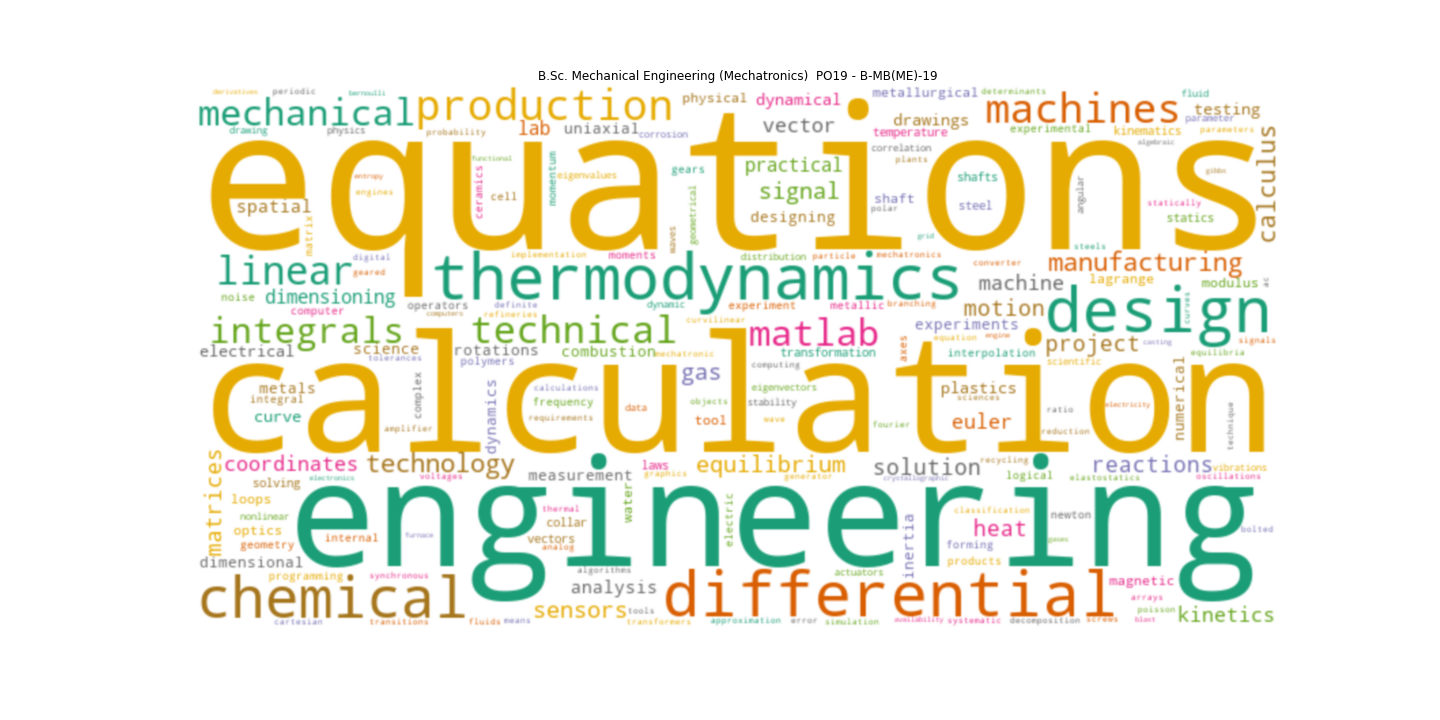 B.Sc. Mechanical Engineering (Mechatronics)  PO19 - B-MB(ME)-19
derivatives periodic bernoulli production physical dynamical metallurgical determinants fluid
mechanical machines testing
drawing physics probability lab uniaxial corrosion vector temperature drawings experimental kinematics parameter parameters
equations
functional practical correlation plants algebraic calculus
entropy engines ceramics cell momentum eigenvalues gears signal shafts angular gibbs
spatial matrix geometrical waves designing shaft polar steel statically statics
grid steels
linear digital geared implementation moments distribution particle mechatronics converter manufacturing
thermodynamics machine lagrange modulus ac
noise dimensioning operators definite dynamic experiment metallic branching motion design curves
computer computers refineries curvilinear
integrals technical matlab experiments equation engine project casting signals
electrical science rotations combustion mechatronic transformation axes interpolation scientific equilibria
tolerances polymers gas computing
calculation
metals integral complex dynamics calculations eigenvectors plastics sciences numerical
curve frequency objects stability data electricity technique
amplifier requirements tool wave fourier euler ratio reduction
coordinates technology laws equilibrium solution recycling reactions vibrations
matrices solving electronics voltages measurement graphics generator crystallographic logical elastostatics oscillations
engineering
loops water electric classification
nonlinear optics thermal collar inertia heat newton bolted
geometry internal furnace vectors analog forming gases
dimensional products
programming synchronous algorithms actuators magnetic
chemical analysis differential arrays
sensors tools poisson kinetics
cartesian transitions fluids means transformers approximation error simulation availability systematic decomposition screws blast